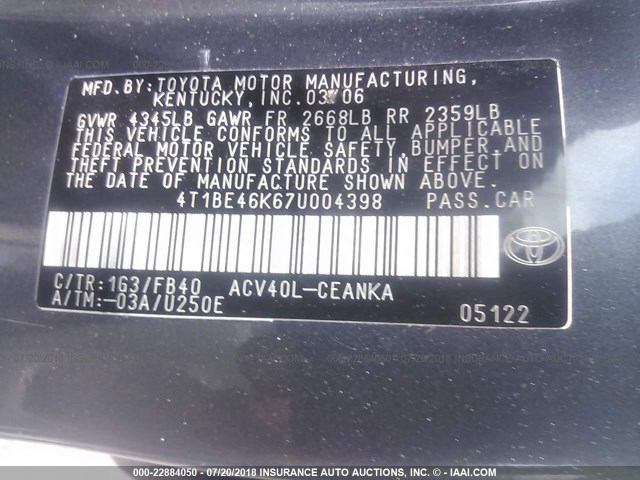 MFD. BY: TOYOTA MOTOR MANUFACTURING,
KENTUCKY, INC. 03/06
GVWR 4345LB GAWR FR 2668LB RR 2359LB
THIS VEHICLE CONFORMS TO ALL APPLICABLE
FEDERAL MOTOR VEHICLE SAFETY, BUMPER, AND
THEFT PREVENTION STANDARDS IN EFFECT ON
THE DATE OF MANUFACTURE SHOWN ABOVE.
4T1BE46K67U004398 PASS. CAR
C/TR: 1G3/FB40 ACV40L-CEANKA
A/TM: -03A/U250E
05122
000-22884050 - 07/20/2018 INSURANCE AUTO AUCTIONS, INC. © - IAAI.COM